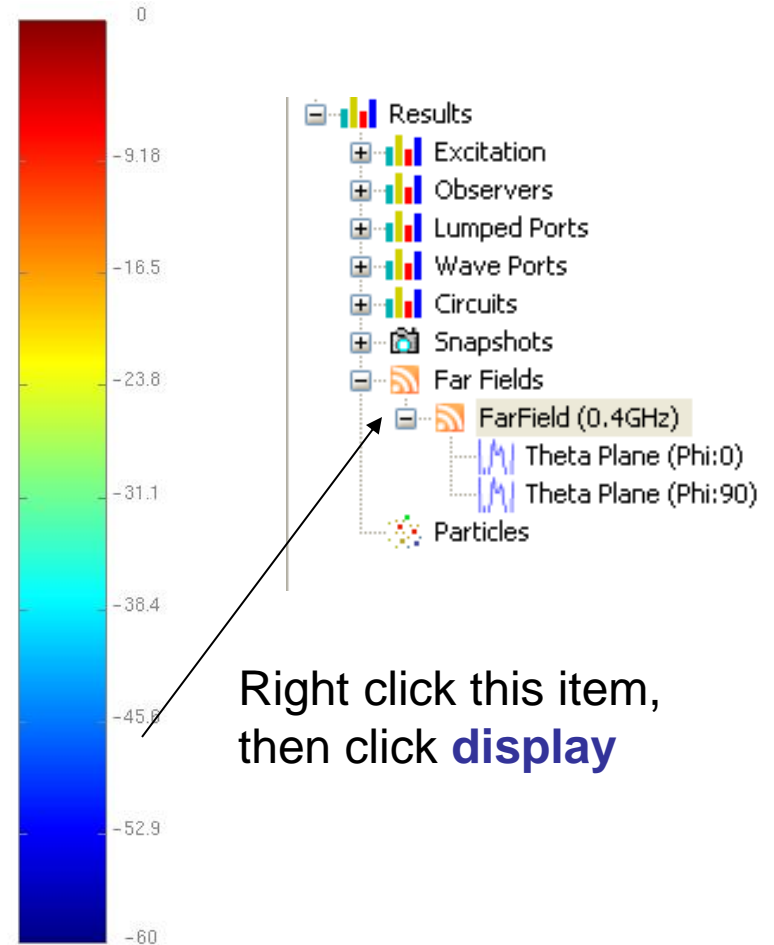 0
-9.18
-16.5
-23.8
-31.1
-38.4
-45.6
-52.9
-60
Results
Excitation
Observers
Lumped Ports
Wave Ports
Circuits
Snapshots
Far Fields
FarField (0.4GHz)
Theta Plane (Phi:0)
Theta Plane (Phi:90)
Particles
Right click this item,
then click display